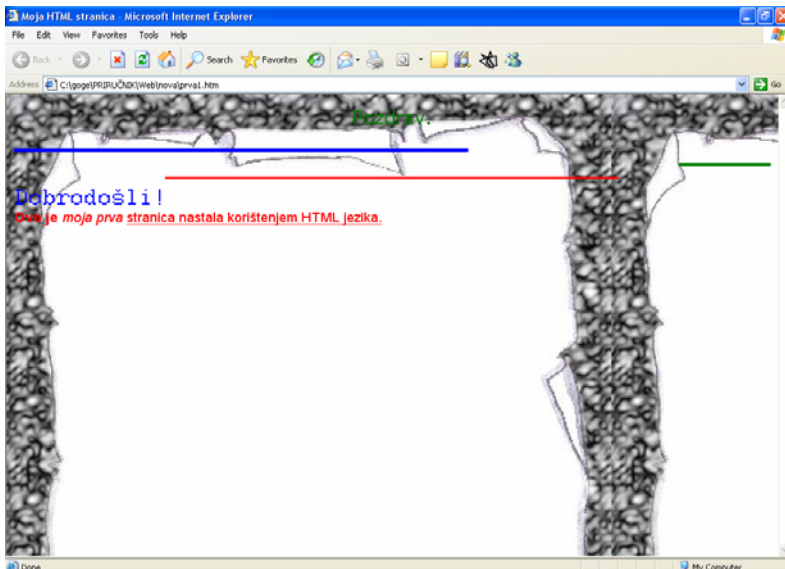 Moja HTML stranica - Microsoft Internet Explorer
File Edit View Favorites Tools Help
Back Search Favorites
Address C:\goge\PRIRUČNIK\Web\nova\prva1.htm Go
Pozdrav.
Dobrodošli!
Ovo je moja prva stranica nastala korištenjem HTML jezika.
Done My Computer